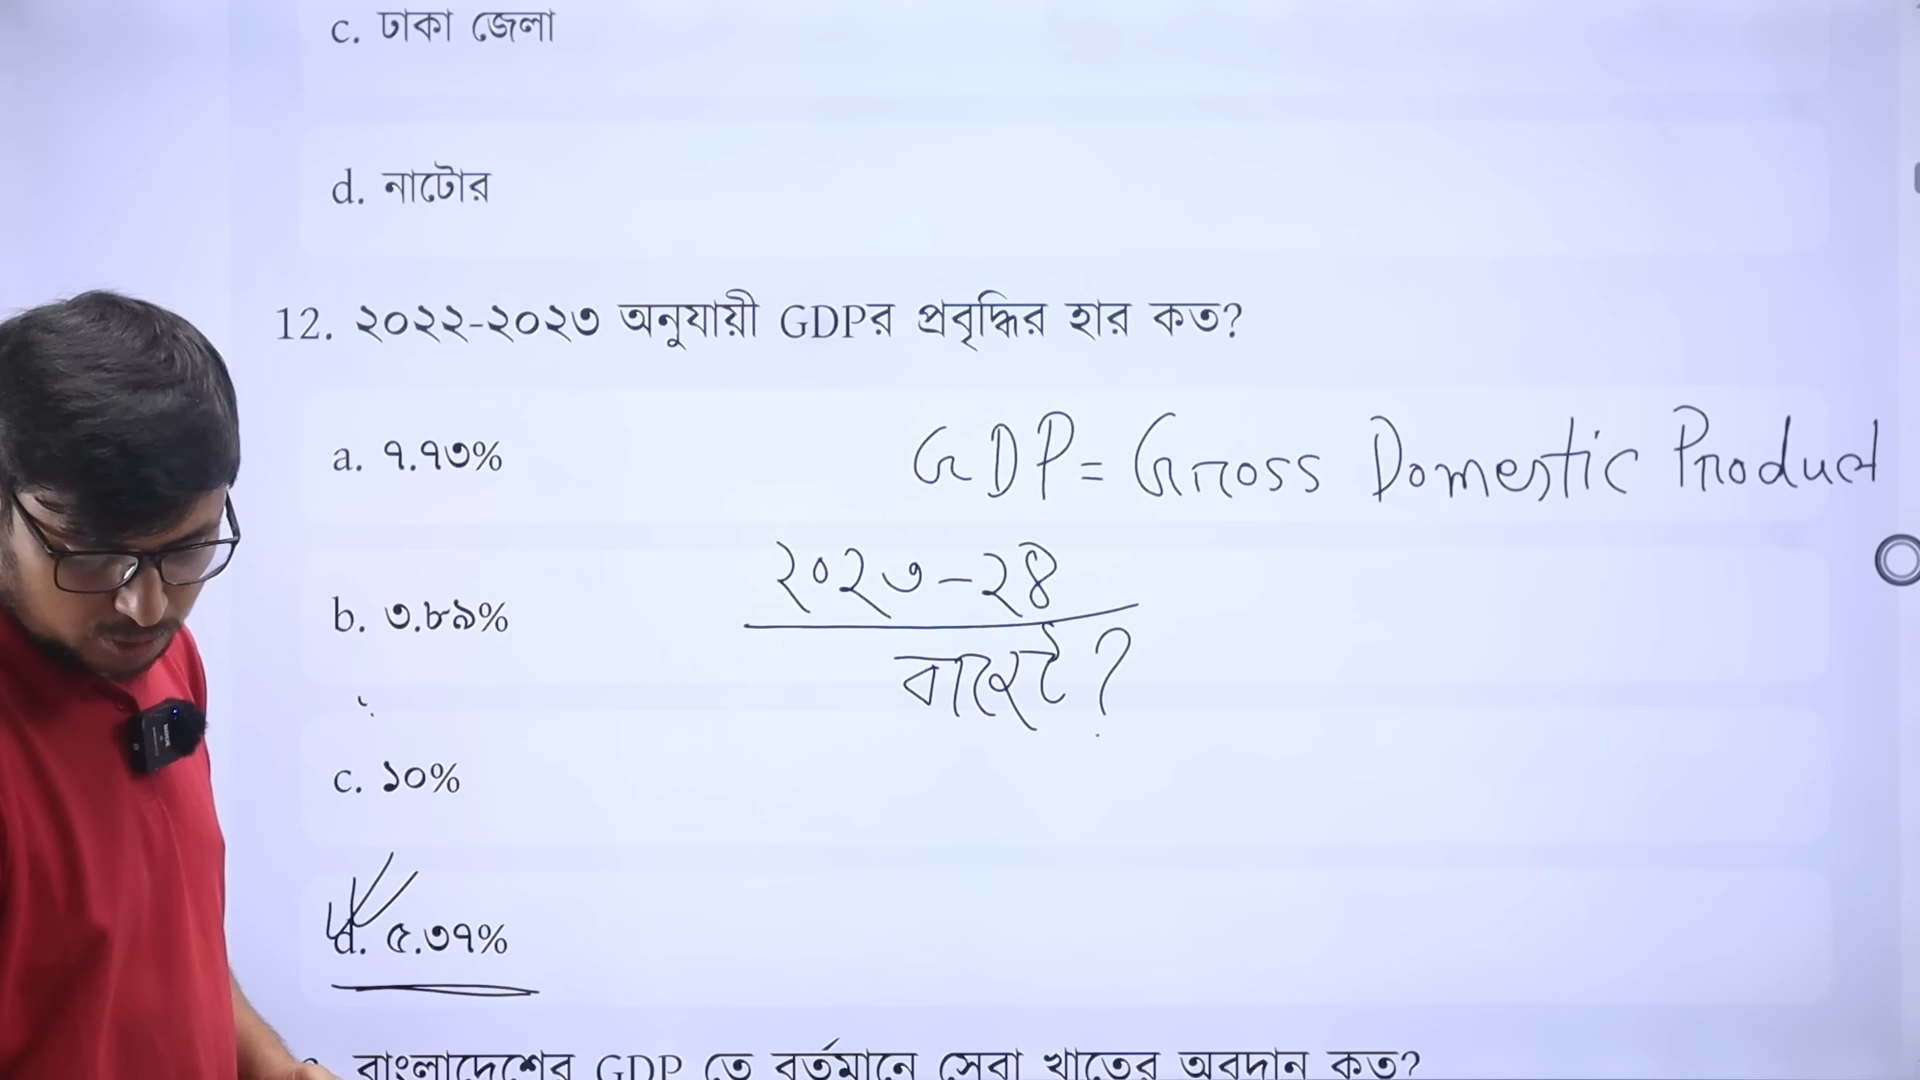 c. ঢাকা জেলা
d. নাটোর
12. ২০২২-২০২৩ অনুযায়ী GDPর প্রবৃদ্ধির হার কত?
a. ৭.৭৩%
GDP = Gross Domestic Product
২০২৩-২৪
b. ৩.৮৯%
c. ১০%
d. ৫.৩৭%
বাংলাদেশের GDP তে বর্তমানে সেবা খাতের অবদান কত?